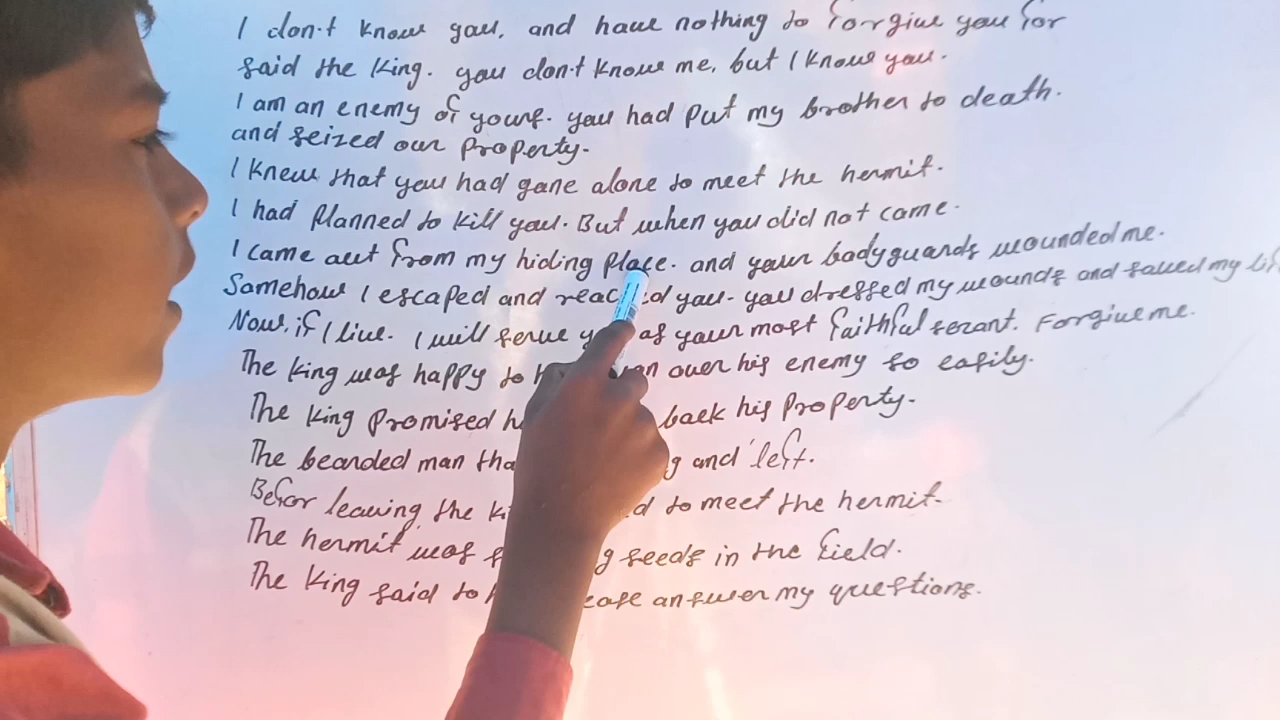 I don't know you, and have nothing to forgive you for
said the King. you don't know me, but I know you.
I am an enemy of yours. you had put my brother to death.
and seized our property.
I knew that you had gone alone to meet the hermit.
I had planned to kill you. But when you did not come.
I came out from my hiding place. and your bodyguards wounded me.
Somehow I escaped and reac ed you. you dressed my wounds and saved my
Now, if I live. I will serve as your most faithful serant. Forgive me.
The King was happy to over his enemy so easily.
The King promised back his property.
The bearded man and left.
Befor leaving the to meet the hermit.
The hermit was seeds in the field.
The King said to answer my questions.